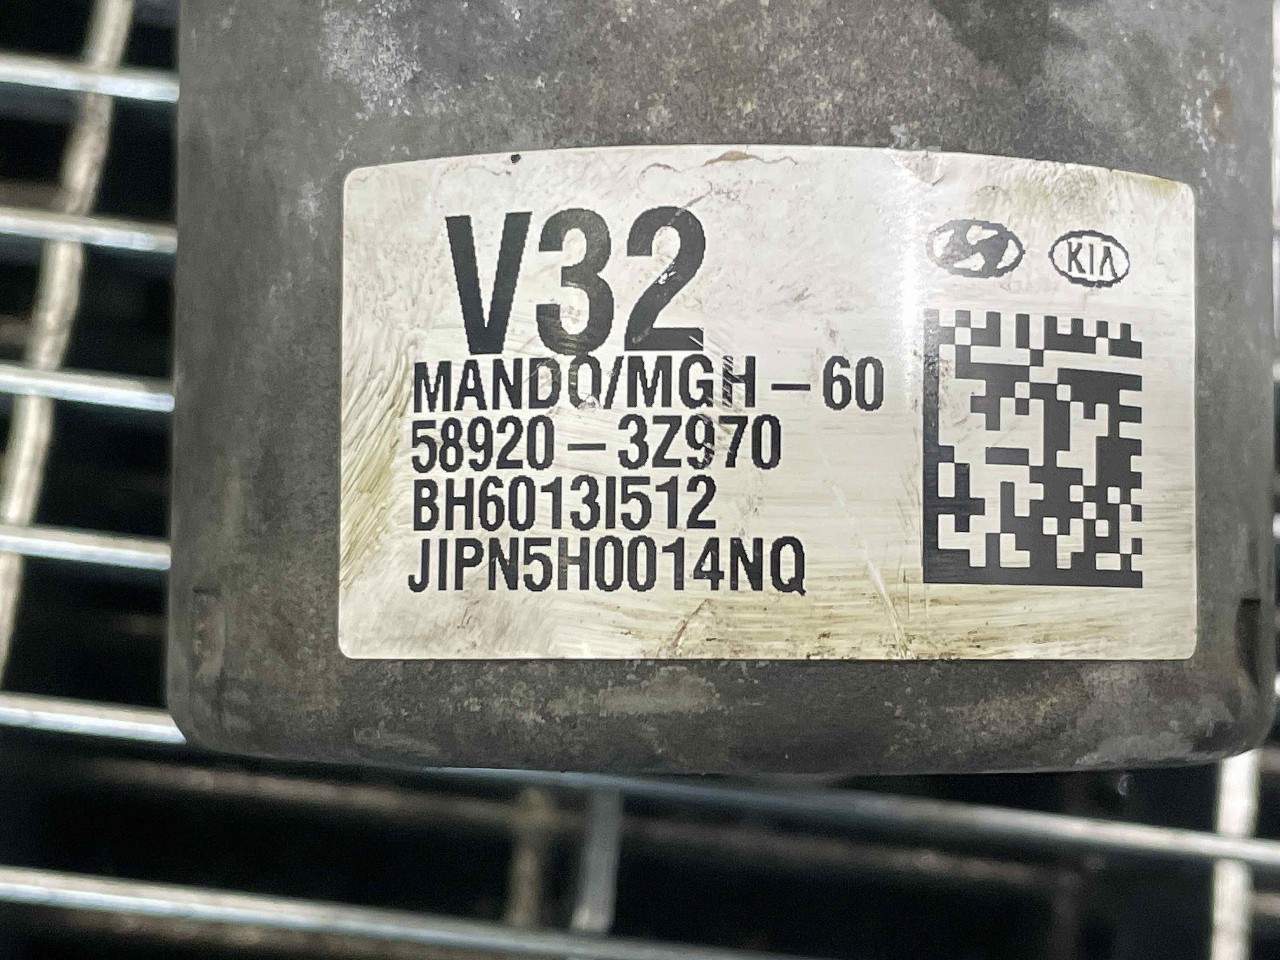 V32
KIA
MANDO/MGH-60
58920-3Z970
BH6013I512
JIPN5H0014NQ